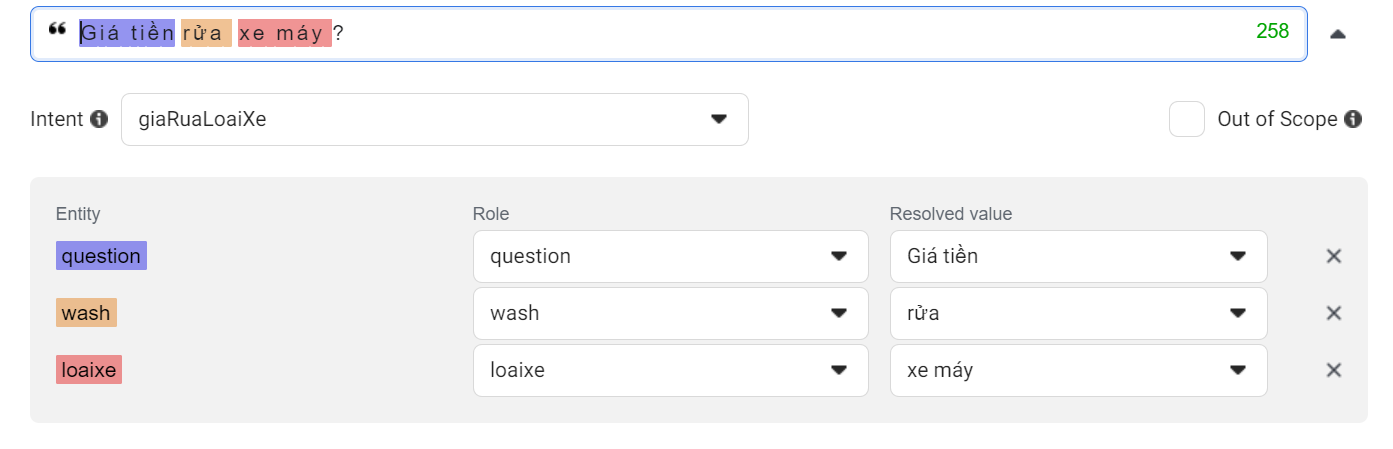 ❝ Giá tiền rửa xe máy ? 258
Intent giaRuaLoaiXe Out of Scope
Entity Role Resolved value
question question Giá tiền
wash wash rửa
loaixe loaixe xe máy